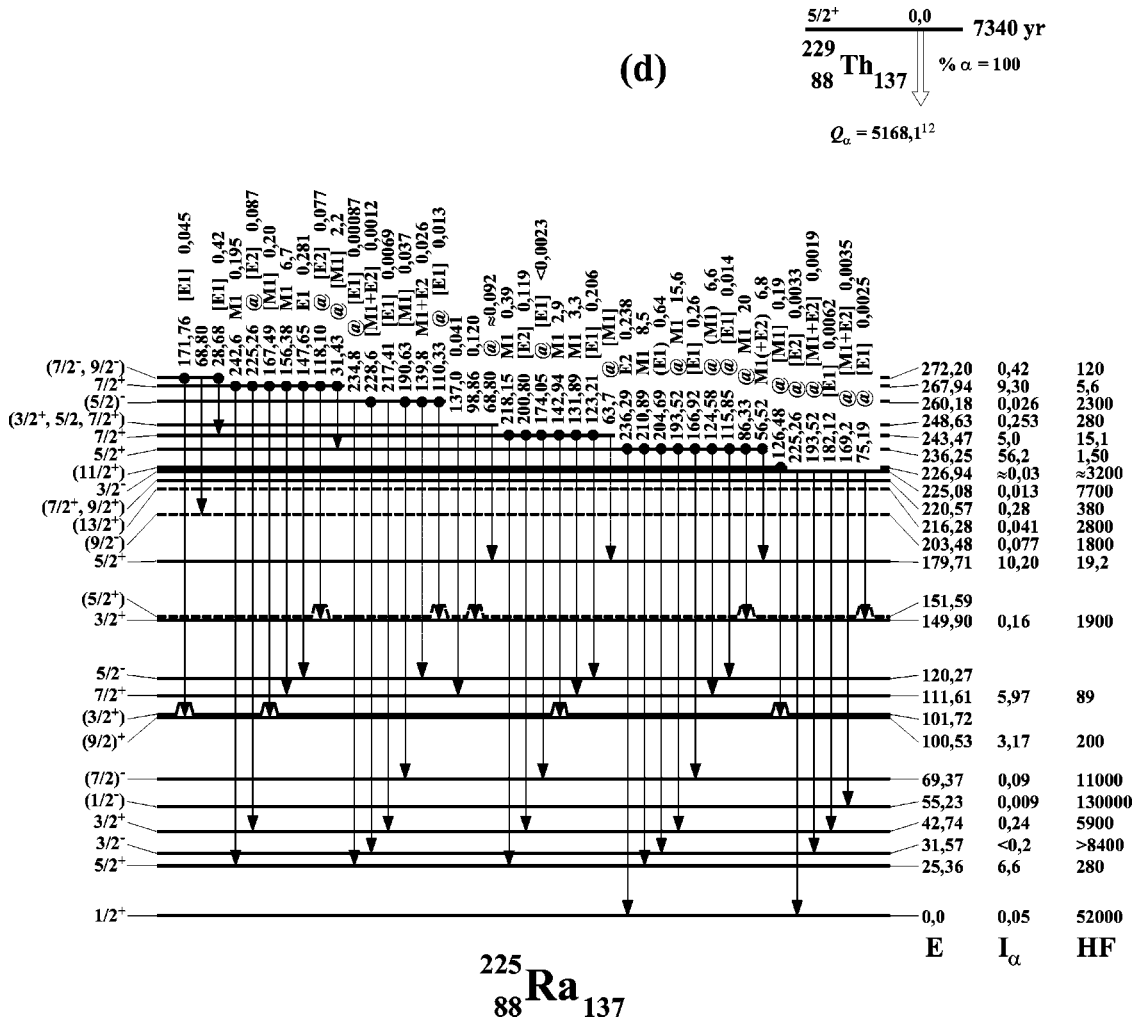 5/2+ 0,0 7340 yr
(d)
229 88 Th 137 % α = 100
Qα = 5168,1 12
171,76 [E1] 0,045
68,80
28,68 [E1] 0,42
242,6 M1 0,195
225,26 @ [E2] 0,087
167,49 [M1] 0,20
156,38 M1 6,7
147,65 E1 0,281
118,10 @ [E2] 0,077
31,43 @ [M1] 2,2
234,8 @ [E1] 0,00087
228,6 [M1+E2] 0,0012
217,41 [E1] 0,0069
190,63 [M1] 0,037
139,8 M1+E2 0,026
110,33 @ [E1] 0,013
137,0 0,041
98,86 0,120
68,80 @ ≈0,092
218,15 M1 0,39
200,80 [E2] 0,119
174,05 @ [E1] <0,0023
142,94 M1 2,9
131,89 M1 3,3
123,21 [E1] 0,206
63,7 @ [M1]
236,29 E2 0,238
210,89 M1 8,5
204,69 (E1) 0,64
193,52 @ M1 15,6
166,92 [E1] 0,26
124,58 (M1) 6,6
115,85 @ [E1] 0,014
86,33 @ M1 20
56,52 M1(+E2) 6,8
126,48 @ [M1] 0,19
225,26 @ [E2] 0,0033
193,52 @ [M1+E2] 0,0019
182,12 [E1] 0,0062
169,2 @ [M1+E2] 0,0035
75,19 @ [E1] 0,0025
(7/2-, 9/2-) 272,20 0,42 120
7/2+ 267,94 9,30 5,6
(5/2)- 260,18 0,026 2300
(3/2+, 5/2, 7/2+) 248,63 0,253 280
7/2+ 243,47 5,0 15,1
5/2+ 236,25 56,2 1,50
(11/2+) 226,94 ≈0,03 ≈3200
3/2- 225,08 0,013 7700
(7/2+, 9/2+) 220,57 0,28 380
(13/2+) 216,28 0,041 2800
(9/2-) 203,48 0,077 1800
5/2+ 179,71 10,20 19,2
(5/2+) 151,59
3/2+ 149,90 0,16 1900
5/2- 120,27
7/2+ 111,61 5,97 89
(3/2+) 101,72
(9/2)+ 100,53 3,17 200
(7/2)- 69,37 0,09 11000
(1/2-) 55,23 0,009 130000
3/2+ 42,74 0,24 5900
3/2- 31,57 <0,2 >8400
5/2+ 25,36 6,6 280
1/2+ 0,0 0,05 52000
E Iα HF
225 88 Ra 137